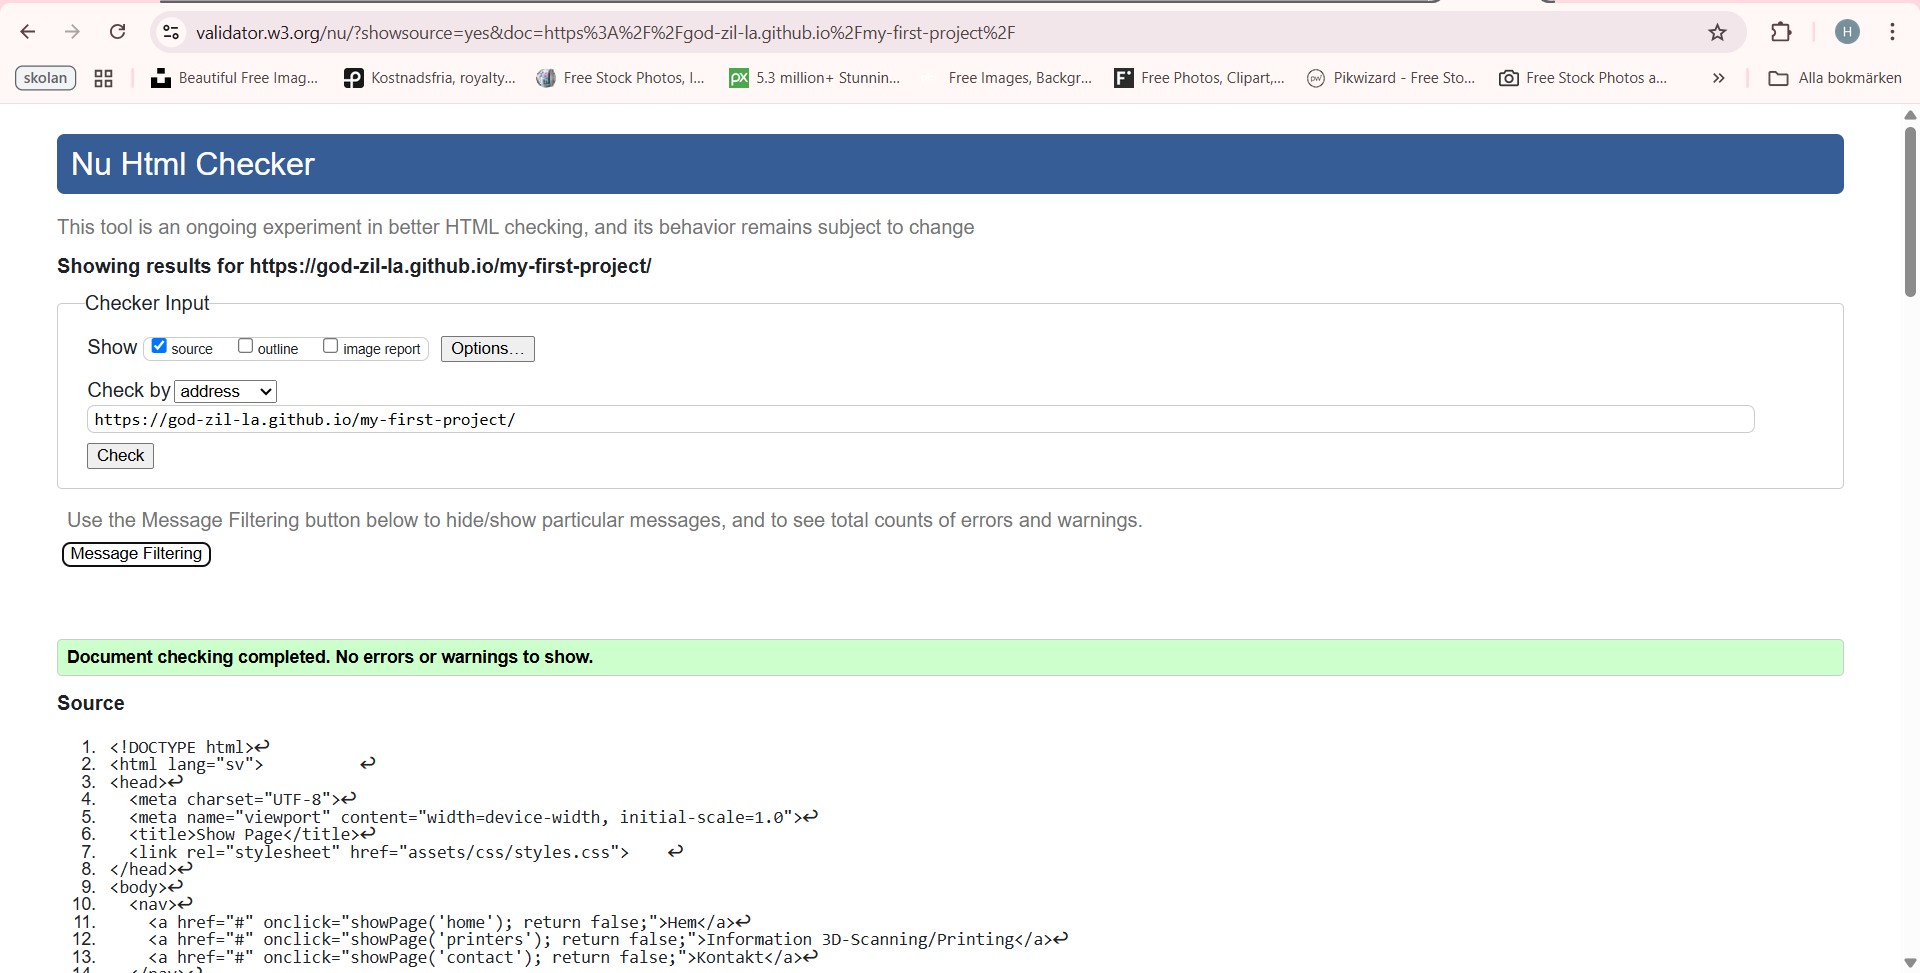 validator.w3.org/nu/?showsource=yes&doc=https%3A%2F%2Fgod-zil-la.github.io%2Fmy-first-project%2F
H
skolan
Beautiful Free Imag...
Kostnadsfria, royalty...
Free Stock Photos, I...
px
5.3 million+ Stunnin...
Free Images, Backgr...
Free Photos, Clipart,...
pw
Pikwizard - Free Sto...
Free Stock Photos a...
»
Alla bokmärken
Nu Html Checker
This tool is an ongoing experiment in better HTML checking, and its behavior remains subject to change
Showing results for https://god-zil-la.github.io/my-first-project/
Checker Input
Show source outline image report Options...
Check by address
https://god-zil-la.github.io/my-first-project/
Check
Use the Message Filtering button below to hide/show particular messages, and to see total counts of errors and warnings.
Message Filtering
Document checking completed. No errors or warnings to show.
Source
1. <!DOCTYPE html>↩
2. <html lang="sv"> ↩
3. <head>↩
4. <meta charset="UTF-8">↩
5. <meta name="viewport" content="width=device-width, initial-scale=1.0">↩
6. <title>Show Page</title>↩
7. <link rel="stylesheet" href="assets/css/styles.css"> ↩
8. </head>↩
9. <body>↩
10. <nav>↩
11. <a href="#" onclick="showPage('home'); return false;">Hem</a>↩
12. <a href="#" onclick="showPage('printers'); return false;">Information 3D-Scanning/Printing</a>↩
13. <a href="#" onclick="showPage('contact'); return false;">Kontakt</a>↩